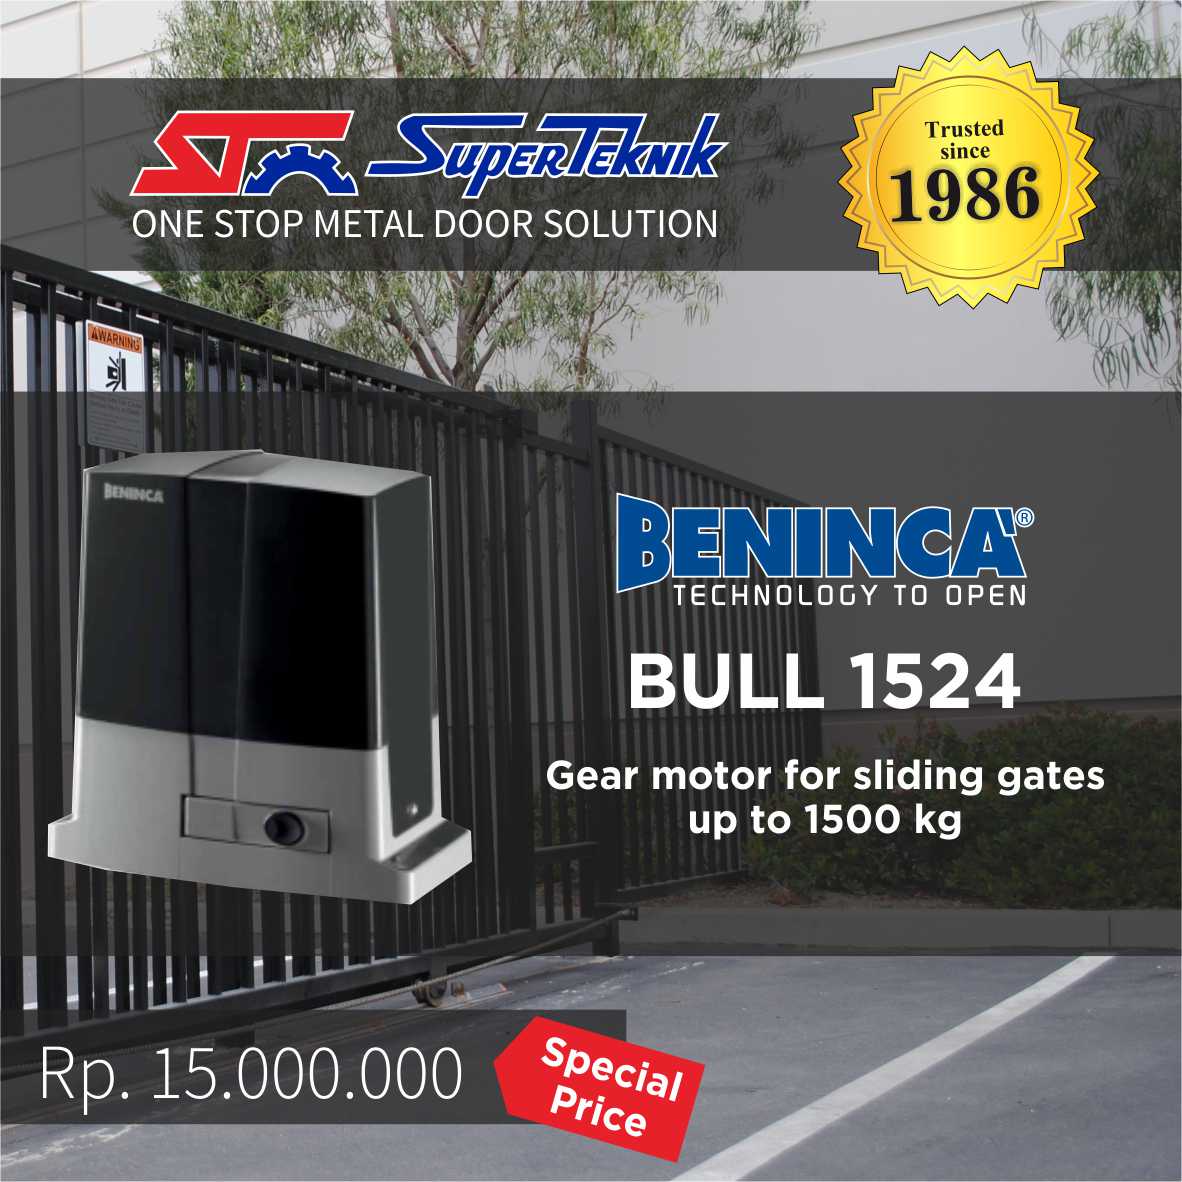 ST SUPERTEKNIK
ONE STOP METAL DOOR SOLUTION
Trusted
since
1986
WARNING
BENINCA
BENINCA®
TECHNOLOGY TO OPEN
BULL 1524
Gear motor for sliding gates
up to 1500 kg
Rp. 15.000.000
Special
Price